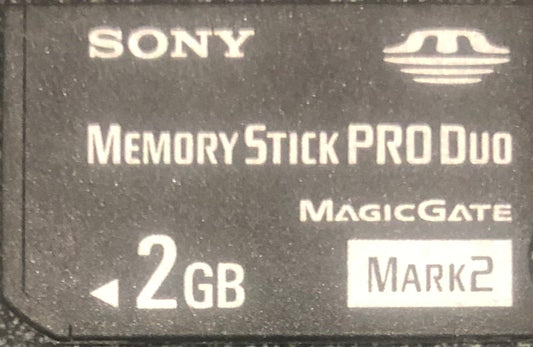 SONY
MEMORY STICK PRO DUO
MAGICGATE
2GB
MARK2